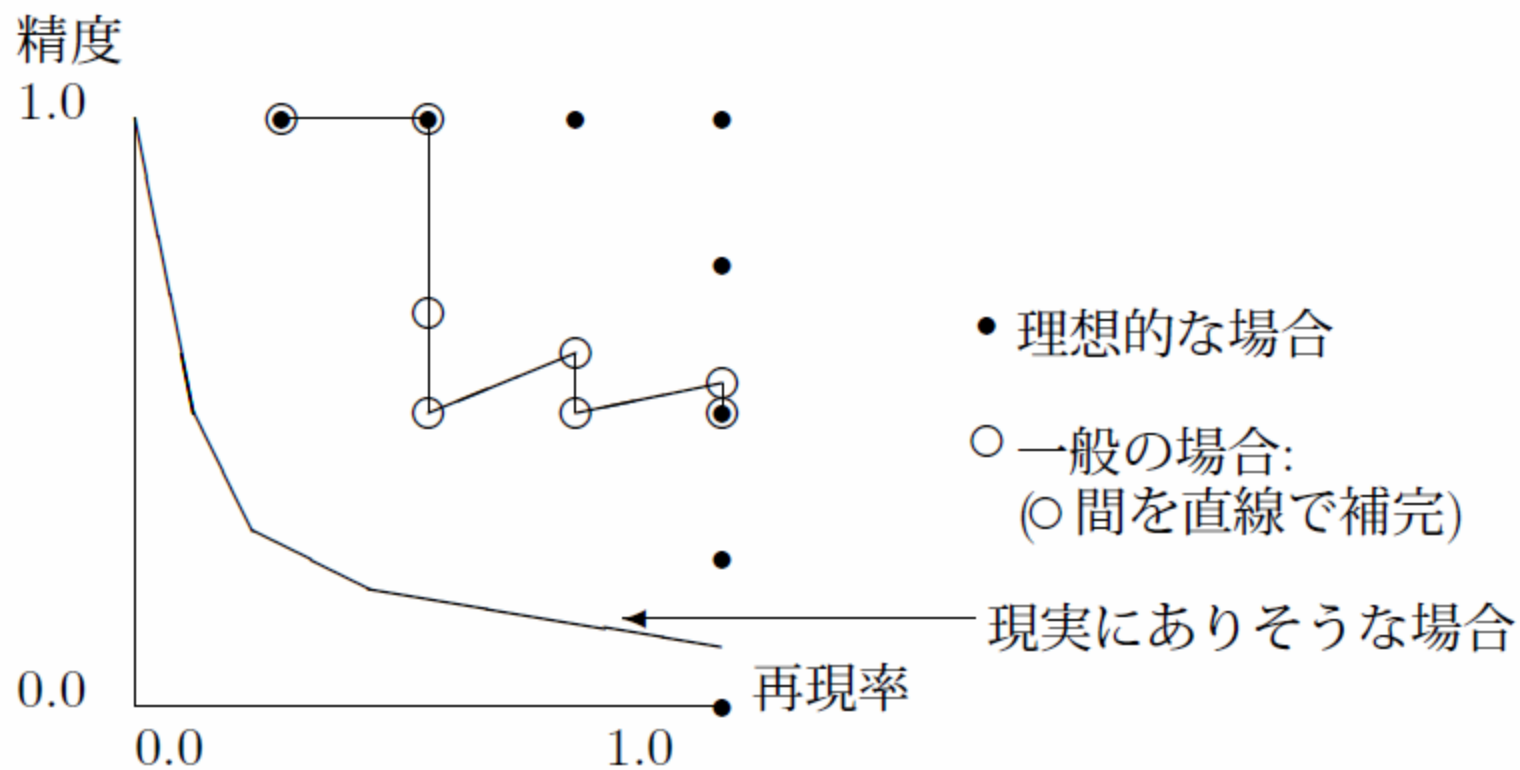 精度
1.0
理想的な場合
一般の場合:
(○ 間を直線で補完)
現実にありそうな場合
再現率
0.0
0.0
1.0